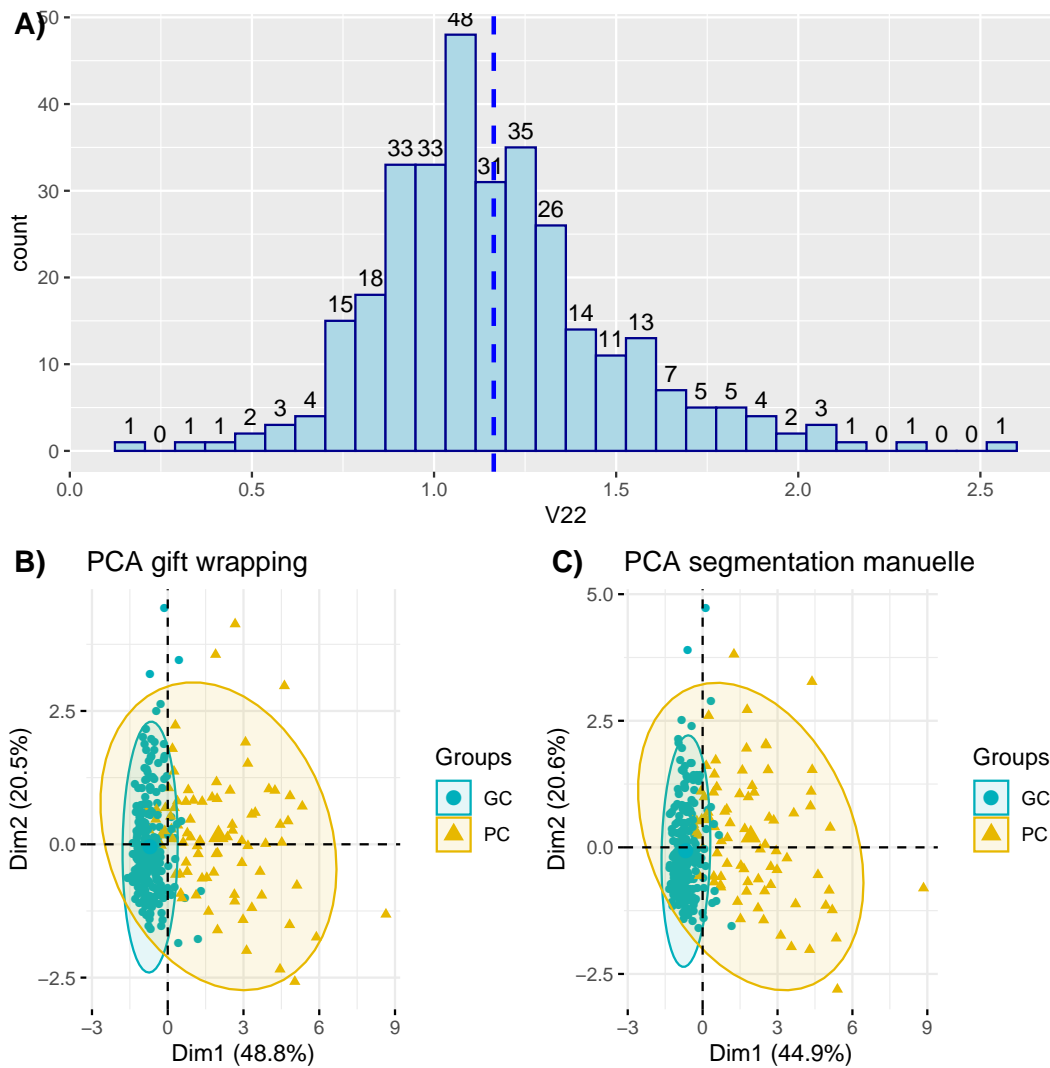 A)
50
40
30
20
10
0
count
1 0 1 1 2 3 4 15 18 33 33 48 31 35 26 14 11 13 7 5 5 4 2 3 1 0 1 0 0 1
0.0 0.5 1.0 1.5 2.0 2.5
V22
B) PCA gift wrapping
2.5
0.0
−2.5
Dim2 (20.5%)
−3 0 3 6 9
Dim1 (48.8%)
Groups
GC
PC
C) PCA segmentation manuelle
5.0
2.5
0.0
−2.5
Dim2 (20.6%)
−3 0 3 6 9
Dim1 (44.9%)
Groups
GC
PC